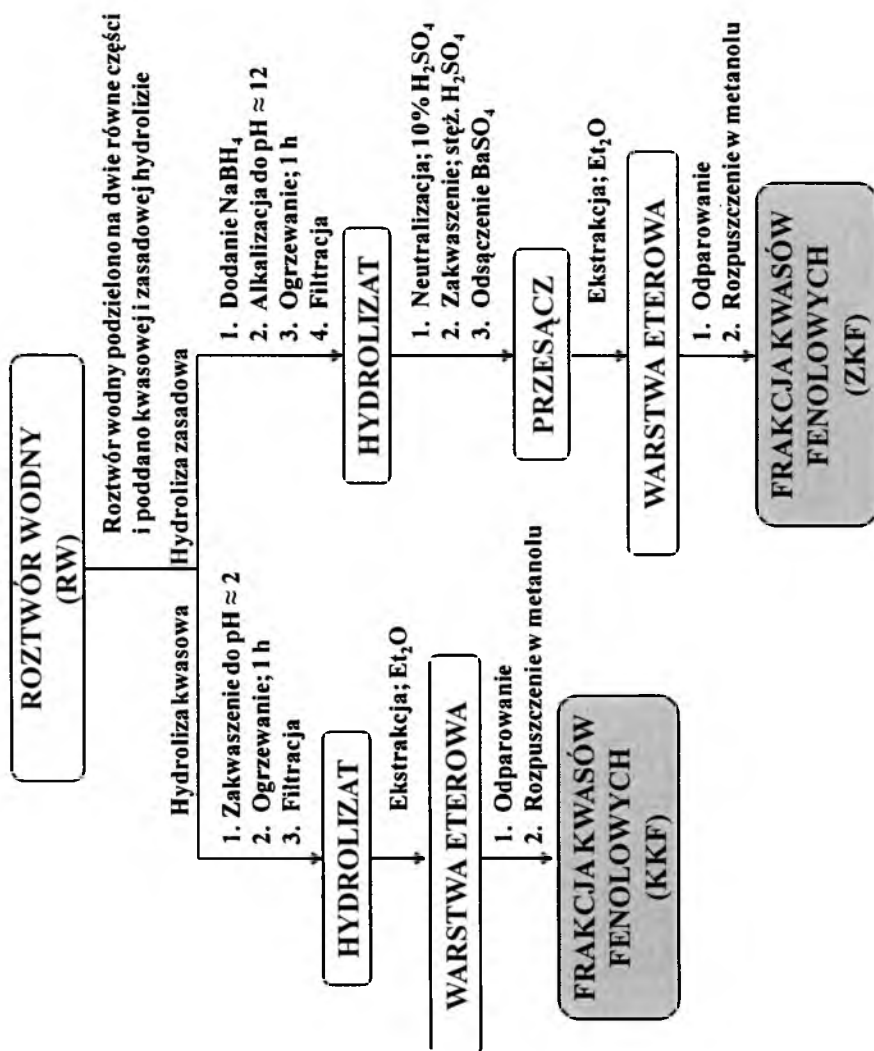 ROZTWÓR WODNY
(RW)
Roztwór wodny podzielono na dwie równe części
i poddano kwasowej i zasadowej hydrolizie
Hydroliza kwasowa
Hydroliza zasadowa
1. Zakwaszenie do pH ≈ 2
2. Ogrzewanie; 1 h
3. Filtracja
HYDROLIZAT
Ekstrakcja; Et₂O
WARSTWA ETEROWA
1. Odparowanie
2. Rozpuszczenie w metanolu
FRAKCJA KWASÓW
FENOLOWYCH
(KKF)
1. Dodanie NaBH₄
2. Alkalizacja do pH ≈ 12
3. Ogrzewanie; 1 h
4. Filtracja
HYDROLIZAT
1. Neutralizacja; 10% H₂SO₄
2. Zakwaszenie; stęż. H₂SO₄
3. Odsączenie BaSO₄
PRZESĄCZ
Ekstrakcja; Et₂O
WARSTWA ETEROWA
1. Odparowanie
2. Rozpuszczenie w metanolu
FRAKCJA KWASÓW
FENOLOWYCH
(ZKF)